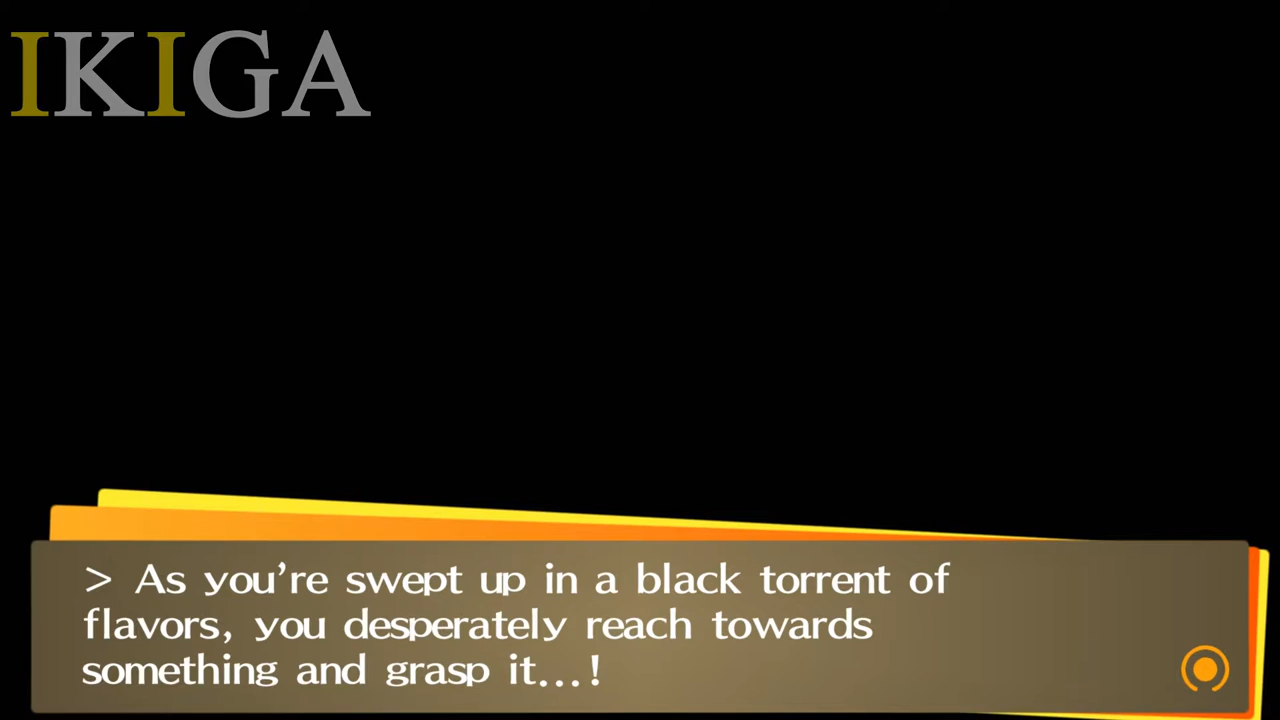 IKIGA
> As you're swept up in a black torrent of
flavors, you desperately reach towards
something and grasp it...!